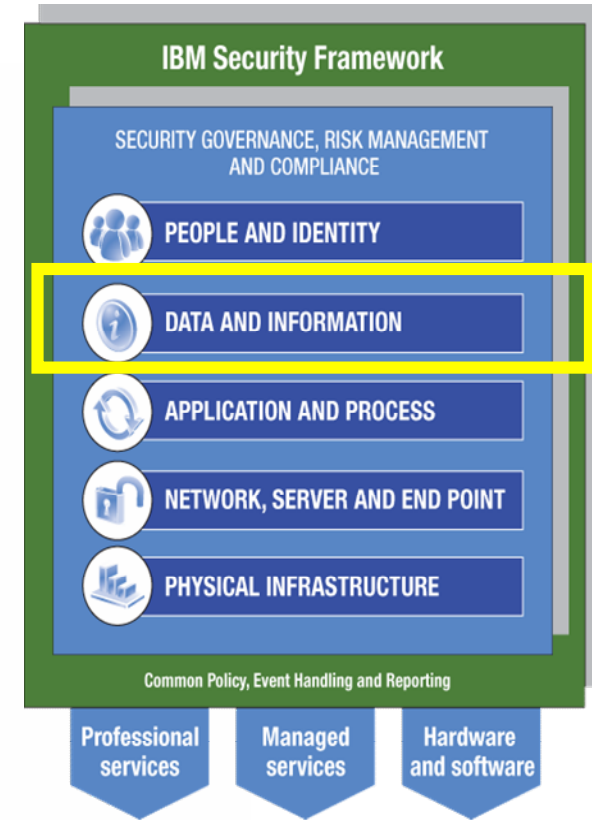 IBM Security Framework
SECURITY GOVERNANCE, RISK MANAGEMENT
AND COMPLIANCE
PEOPLE AND IDENTITY
DATA AND INFORMATION
APPLICATION AND PROCESS
NETWORK, SERVER AND END POINT
PHYSICAL INFRASTRUCTURE
Common Policy, Event Handling and Reporting
Professional
services
Managed
services
Hardware
and software